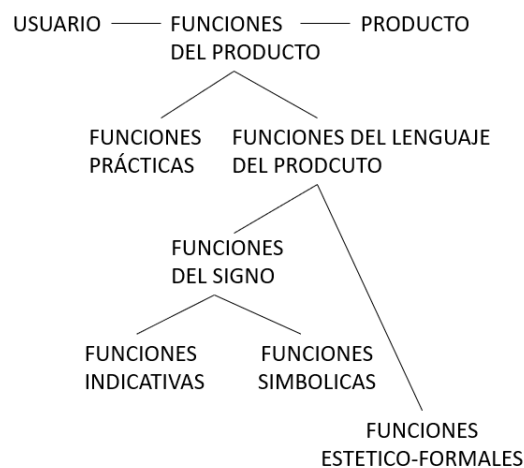 USUARIO FUNCIONES PRODUCTO
DEL PRODUCTO
FUNCIONES FUNCIONES DEL LENGUAJE
PRÁCTICAS DEL PRODCUTO
FUNCIONES
DEL SIGNO
FUNCIONES FUNCIONES
INDICATIVAS SIMBOLICAS
FUNCIONES
ESTETICO-FORMALES